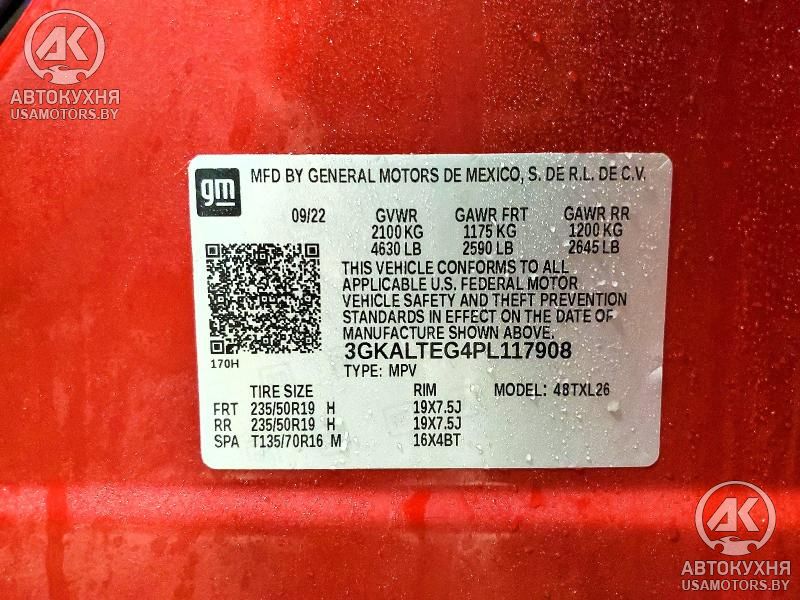 AK
АВТОКУХНЯ
USAMOTORS.BY
gm MFD BY GENERAL MOTORS DE MEXICO, S. DE R.L. DE C.V.
09/22 GVWR GAWR FRT GAWR RR
2100 KG 1175 KG 1200 KG
4630 LB 2590 LB 2645 LB
THIS VEHICLE CONFORMS TO ALL
APPLICABLE U.S. FEDERAL MOTOR
VEHICLE SAFETY AND THEFT PREVENTION
STANDARDS IN EFFECT ON THE DATE OF
MANUFACTURE SHOWN ABOVE.
170H 3GKALTEG4PL117908
TYPE: MPV
TIRE SIZE RIM MODEL: 48TXL26
FRT 235/50R19 H 19X7.5J
RR 235/50R19 H 19X7.5J
SPA T135/70R16 M 16X4BT
AK
АВТОКУХНЯ
USAMOTORS.BY